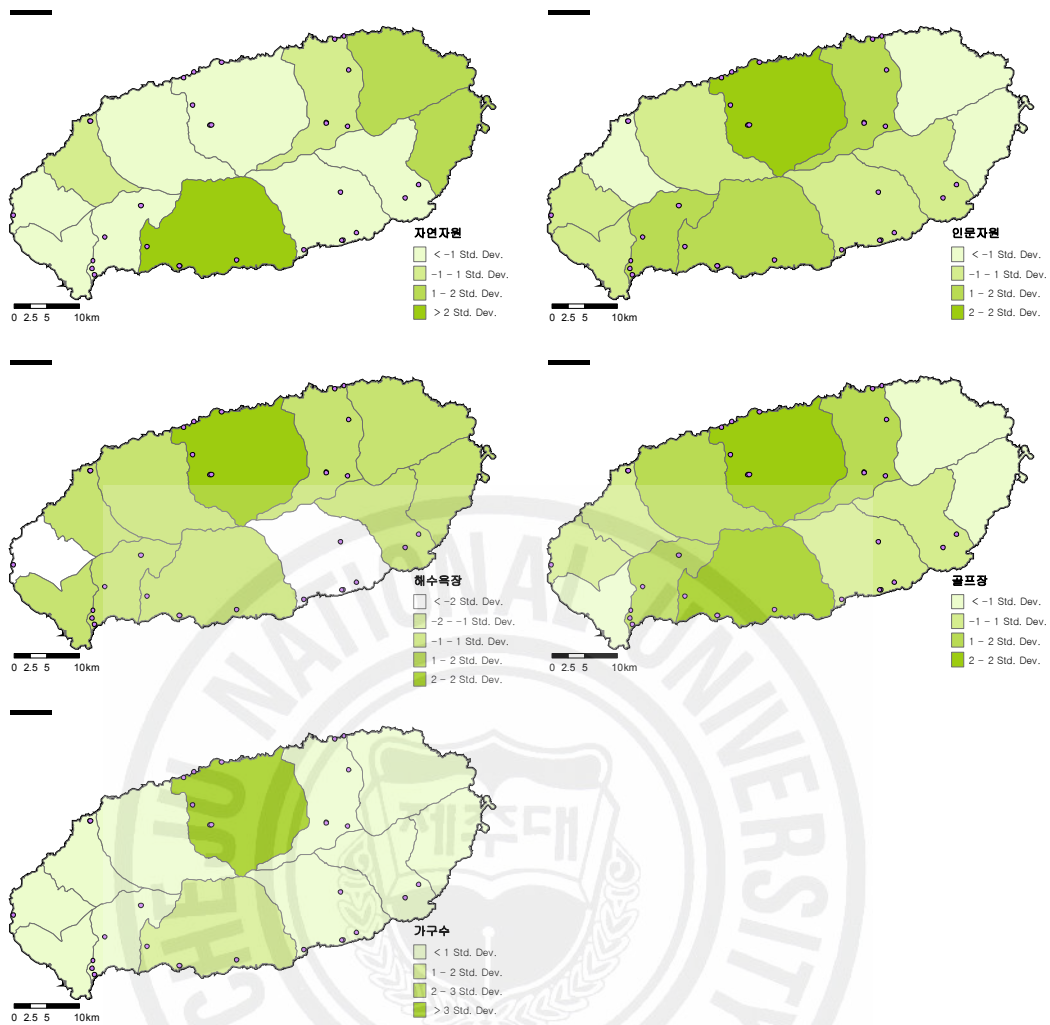 자연자원
< -1 Std. Dev.
-1 - 1 Std. Dev.
1 - 2 Std. Dev.
> 2 Std. Dev.
0 2.5 5 10km
인문자원
< -1 Std. Dev.
-1 - 1 Std. Dev.
1 - 2 Std. Dev.
2 - 2 Std. Dev.
0 2.5 5 10km
해수욕장
< -2 Std. Dev.
-2 - -1 Std. Dev.
-1 - 1 Std. Dev.
1 - 2 Std. Dev.
2 - 2 Std. Dev.
0 2.5 5 10km
골프장
< -1 Std. Dev.
-1 - 1 Std. Dev.
1 - 2 Std. Dev.
2 - 2 Std. Dev.
0 2.5 5 10km
가구수
< 1 Std. Dev.
1 - 2 Std. Dev.
2 - 3 Std. Dev.
> 3 Std. Dev.
0 2.5 5 10km
CHEJU NATIONAL UNIVERSITY
제주대